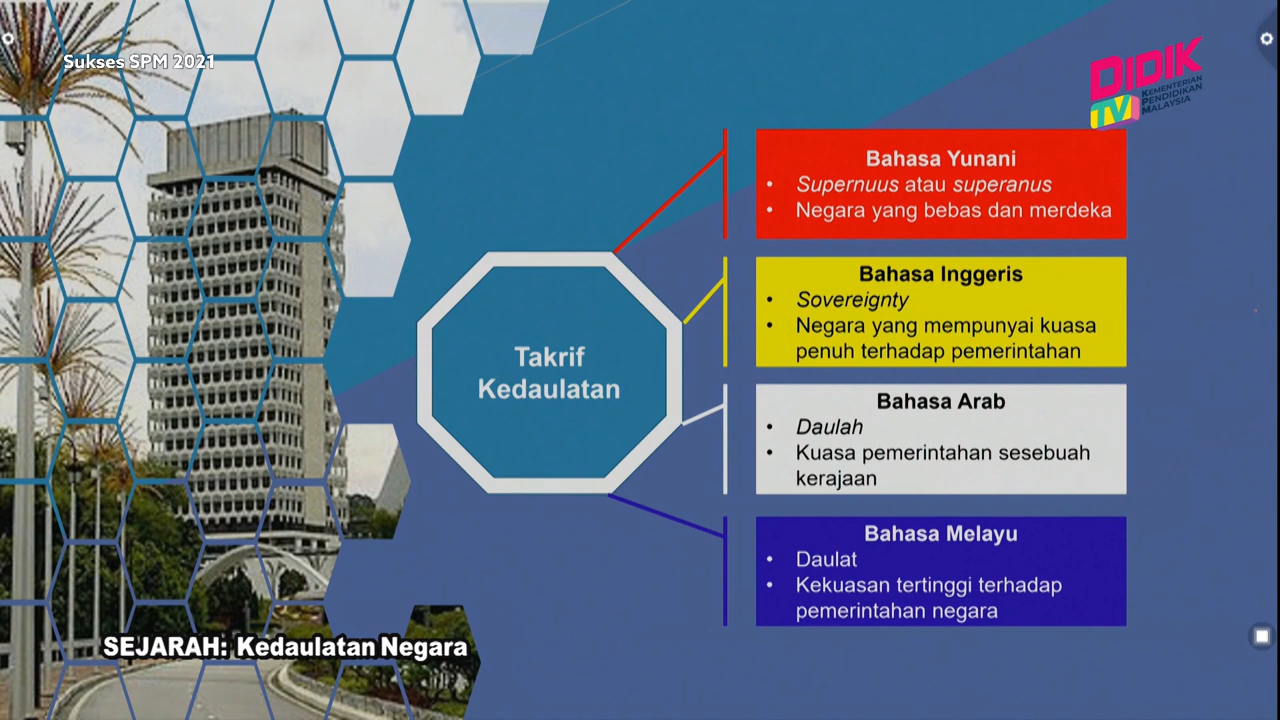 Sukses SPM 2021
DIDIK
TV
KEMENTERIAN
PENDIDIKAN
MALAYSIA
Takrif
Kedaulatan
Bahasa Yunani
• Supernuus atau superanus
• Negara yang bebas dan merdeka
Bahasa Inggeris
• Sovereignty
• Negara yang mempunyai kuasa
penuh terhadap pemerintahan
Bahasa Arab
• Daulah
• Kuasa pemerintahan sesebuah
kerajaan
Bahasa Melayu
• Daulat
• Kekuasan tertinggi terhadap
pemerintahan negara
SEJARAH: Kedaulatan Negara